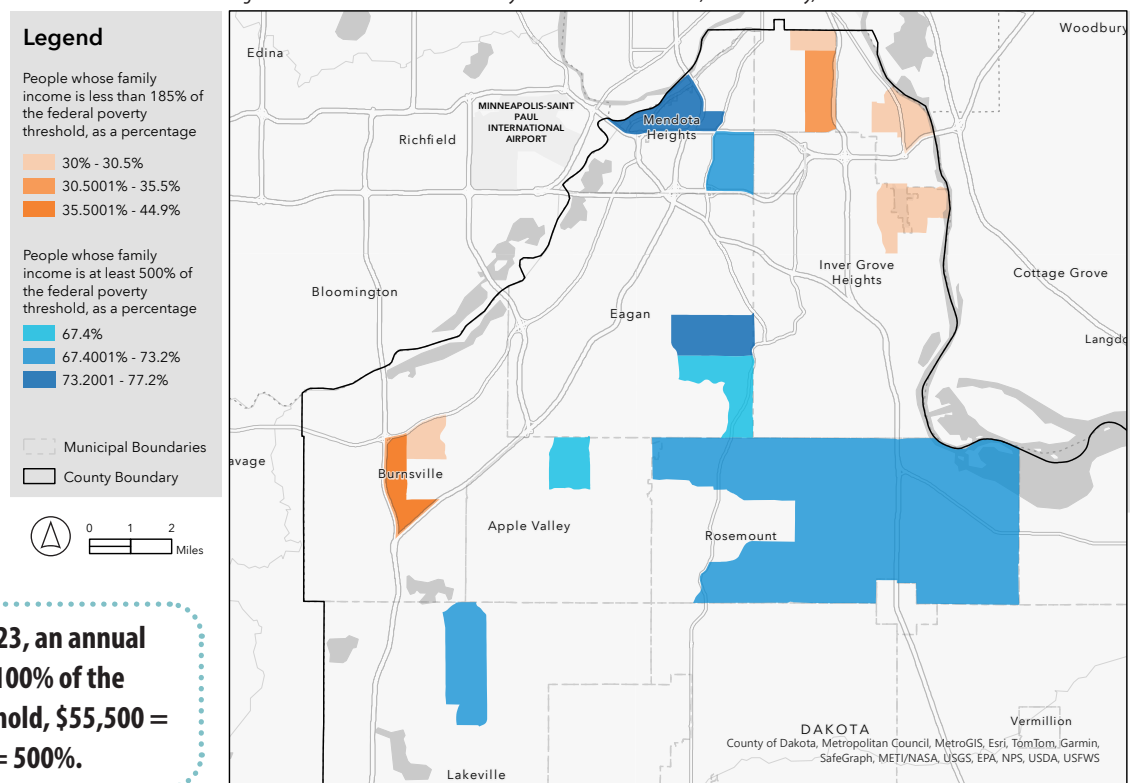 Legend
People whose family
income is less than 185% of
the federal poverty
threshold, as a percentage
30% - 30.5%
30.5001% - 35.5%
35.5001% - 44.9%
People whose family
income is at least 500% of
the federal poverty
threshold, as a percentage
67.4%
67.4001% - 73.2%
73.2001 - 77.2%
Municipal Boundaries
County Boundary
0 1 2
Miles
23, an annual
100% of the
hold, $55,500 =
= 500%.
Woodbury
Edina
MINNEAPOLIS-SAINT
PAUL
INTERNATIONAL
AIRPORT
Richfield
Mendota
Heights
Inver Grove
Heights
Cottage Grove
Bloomington
Eagan
Langdo
avage
Burnsville
Apple Valley
Rosemount
Vermillion
DAKOTA
County of Dakota, Metropolitan Council, MetroGIS, Esri, TomTom, Garmin,
SafeGraph, METI/NASA, USGS, EPA, NPS, USDA, USFWS
Lakeville